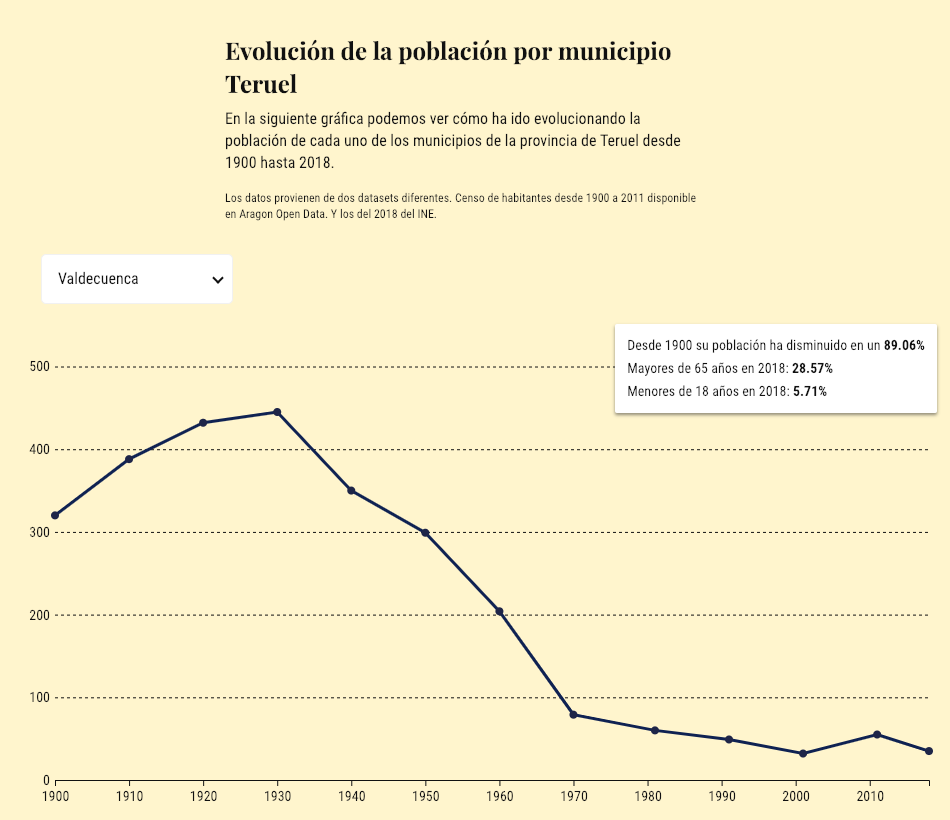 Evolución de la población por municipio
Teruel
En la siguiente gráfica podemos ver cómo ha ido evolucionando la
población de cada uno de los municipios de la provincia de Teruel desde
1900 hasta 2018.
Los datos provienen de dos datasets diferentes. Censo de habitantes desde 1900 a 2011 disponible
en Aragon Open Data. Y los del 2018 del INE.
Valdecuenca
Desde 1900 su población ha disminuido en un 89.06%
Mayores de 65 años en 2018: 28.57%
Menores de 18 años en 2018: 5.71%
500
400
300
200
100
0
1900 1910 1920 1930 1940 1950 1960 1970 1980 1990 2000 2010